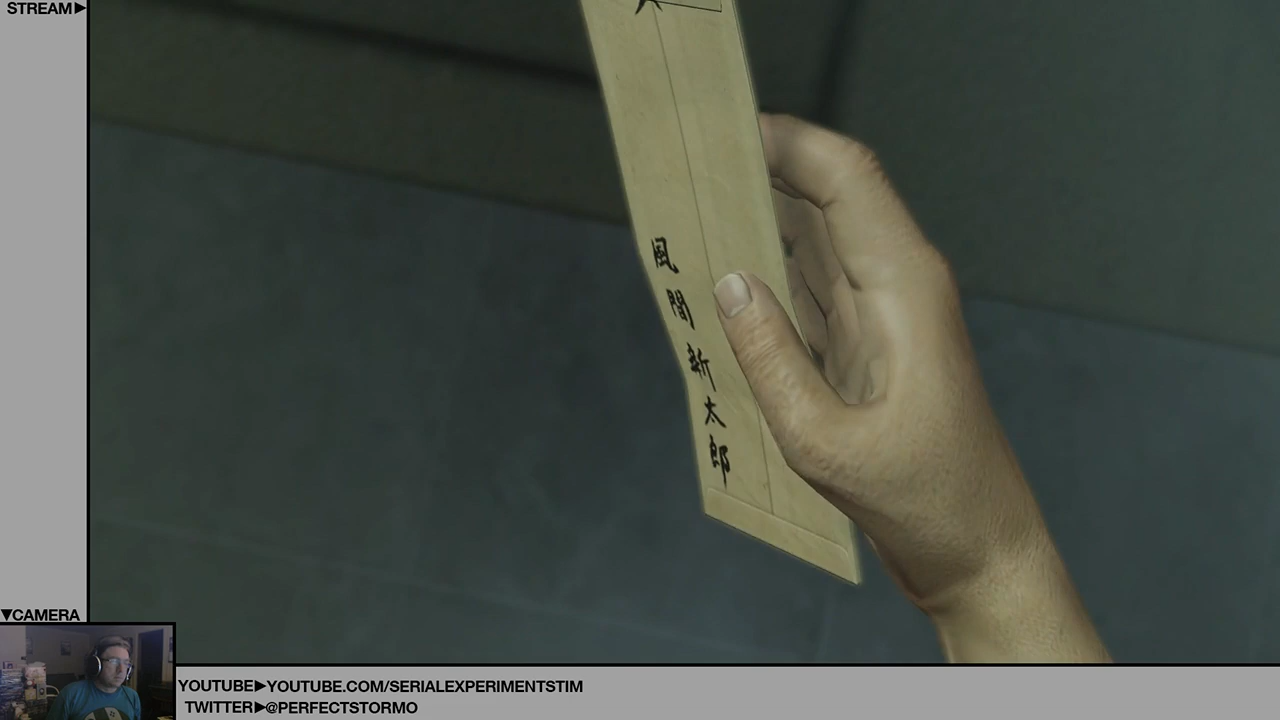 STREAM▶
風間新太郎
▼CAMERA
YOUTUBE▶YOUTUBE.COM/SERIALEXPERIMENTSTIM
TWITTER▶@PERFECTSTORMO